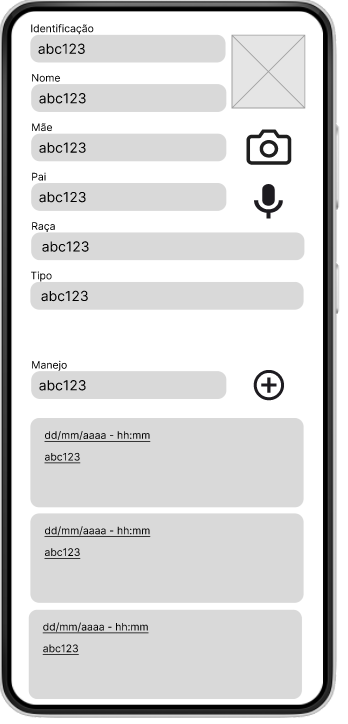 Identificação
abc123
Nome
abc123
Mãe
abc123
Pai
abc123
Raça
abc123
Tipo
abc123
Manejo
abc123
dd/mm/aaaa - hh:mm
abc123
dd/mm/aaaa - hh:mm
abc123
dd/mm/aaaa - hh:mm
abc123